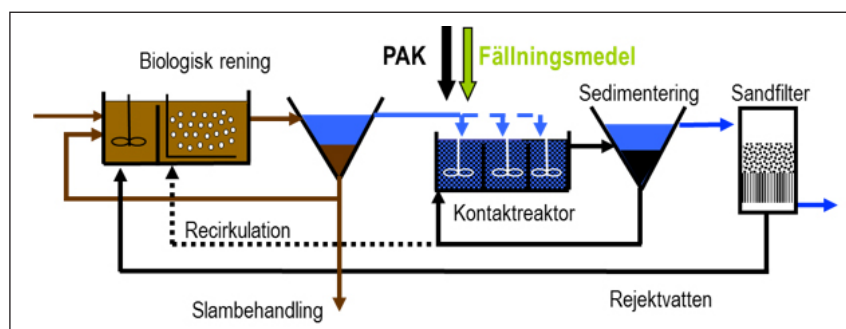 PAK
Fällningsmedel
Biologisk rening
Sedimentering
Sandfilter
Kontaktreaktor
Recirkulation
Slambehandling
Rejektvatten